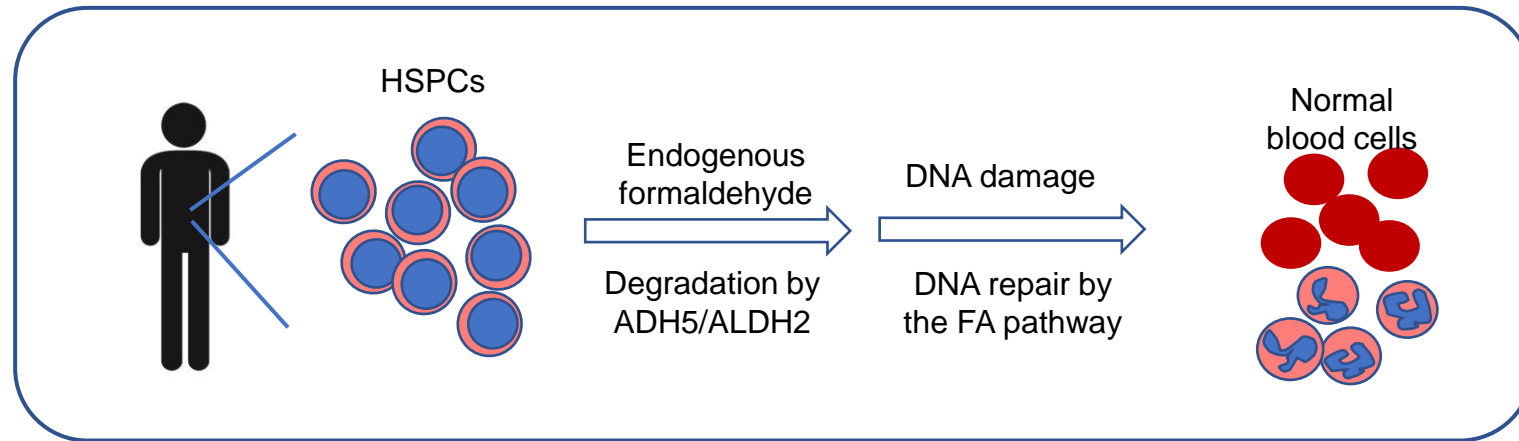 HSPCs
Endogenous
formaldehyde
Degradation by
ADH5/ALDH2
DNA damage
DNA repair by
the FA pathway
Normal
blood cells